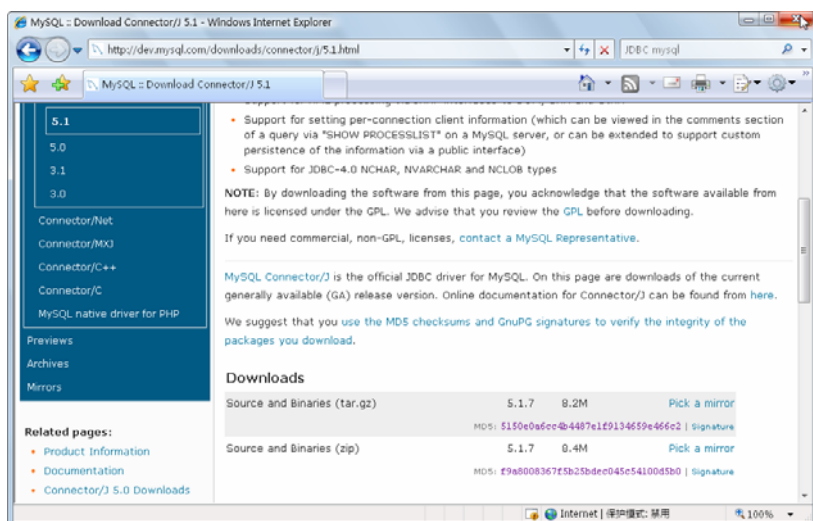 MySQL :: Download Connector/J 5.1 - Windows Internet Explorer
http://dev.mysql.com/downloads/connector/j/5.1.html
JDBC mysql
MySQL :: Download Connector/J 5.1
5.1
5.0
3.1
3.0
Connector/Net
Connector/MXJ
Connector/C++
Connector/C
MySQL native driver for PHP
Previews
Archives
Mirrors
Related pages:
Product Information
Documentation
Connector/J 5.0 Downloads
Support for setting per-connection client information (which can be viewed in the comments section
of a query via "SHOW PROCESSLIST" on a MySQL server, or can be extended to support custom
persistence of the information via a public interface)
Support for JDBC-4.0 NCHAR, NVARCHAR and NCLOB types
NOTE: By downloading the software from this page, you acknowledge that the software available from
here is licensed under the GPL. We advise that you review the GPL before downloading.
If you need commercial, non-GPL, licenses, contact a MySQL Representative.
MySQL Connector/J is the official JDBC driver for MySQL. On this page are downloads of the current
generally available (GA) release version. Online documentation for Connector/J can be found from here.
We suggest that you use the MD5 checksums and GnuPG signatures to verify the integrity of the
packages you download.
Downloads
Source and Binaries (tar.gz) 5.1.7 8.2M Pick a mirror
MD5: 5150e0a6cc4b4487e1f9134659e466c2 | Signature
Source and Binaries (zip) 5.1.7 8.4M Pick a mirror
MD5: f9a8008367f5b25bdec045c54100d5b0 | Signature
Internet | 保护模式: 禁用
100%